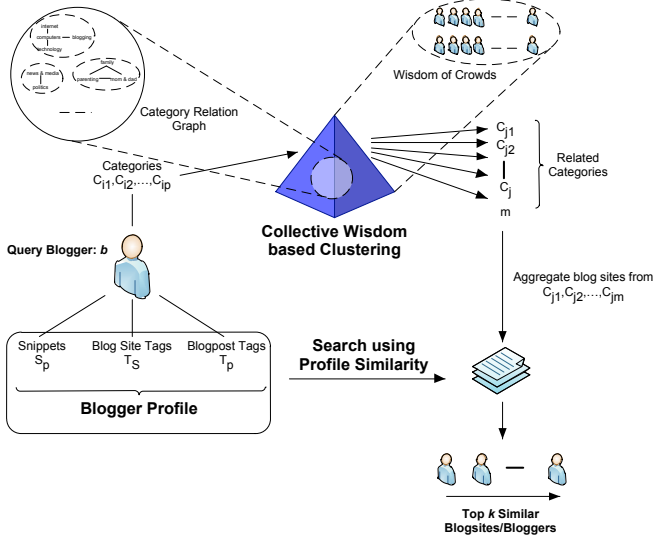 internet
computers
blogging
technology
family
news & media
parenting
mom & dad
politics
Category Relation
Graph
Wisdom of Crowds
Categories
Ci1,Ci2,...,Cip
Cj1
Cj2
Cj
m
Related
Categories
Collective Wisdom
based Clustering
Query Blogger: b
Aggregate blog sites from
Cj1,Cj2,...,Cjm
Snippets
Sp
Blog Site Tags
TS
Blogpost Tags
Tp
Blogger Profile
Search using
Profile Similarity
Top k Similar
Blogsites/Bloggers